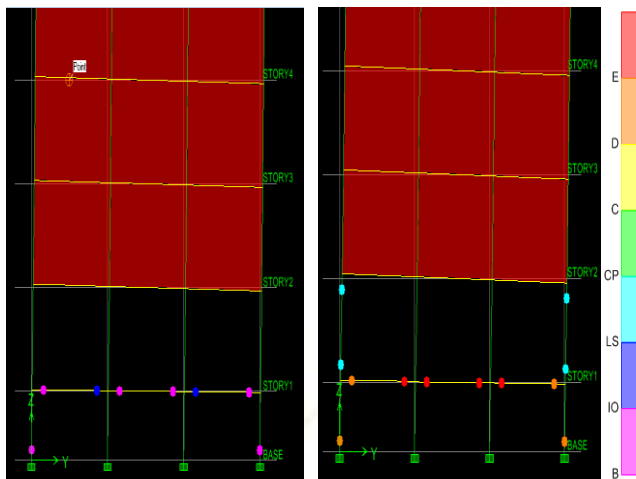 Point
STORY4
STORY3
STORY2
STORY1
Z
BASE
Y
STORY4
STORY3
STORY2
STORY1
Z
BASE
Y
E
D
C
CP
LS
IO
B